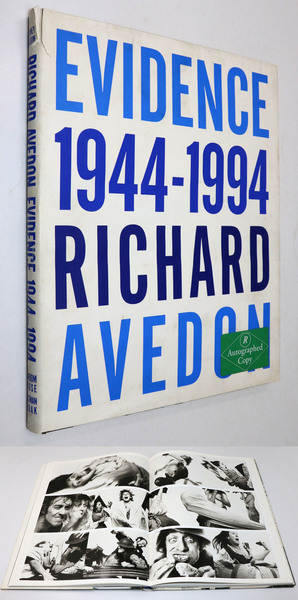 EVIDENCE
1944-1994
RICHARD
AVEDON
R
Autographed
Copy
RICHARD AVEDON EVIDENCE 1944 1994